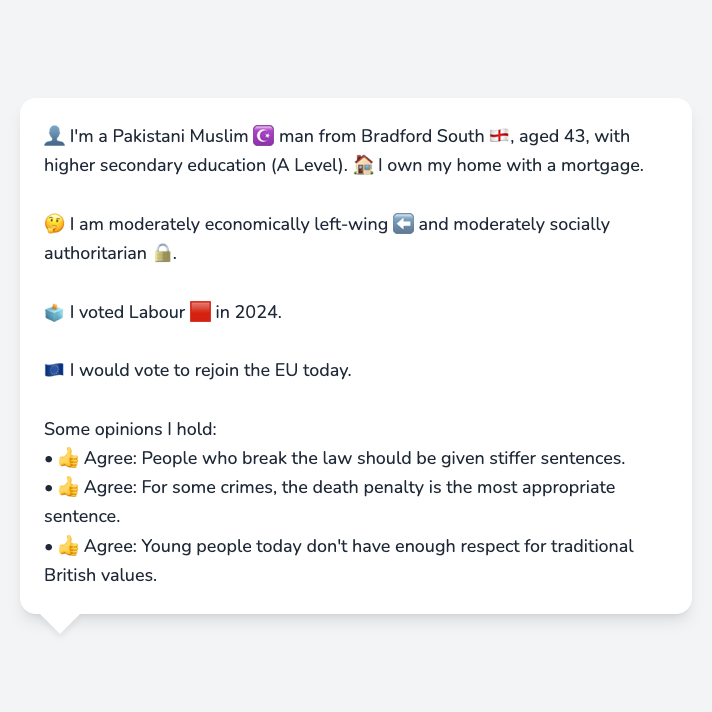 👤 I'm a Pakistani Muslim ☪️ man from Bradford South 🏴󠁧󠁢󠁥󠁮󠁧󠁿, aged 43, with
higher secondary education (A Level). 🏠 I own my home with a mortgage.
🤔 I am moderately economically left-wing ⬅️ and moderately socially
authoritarian 🔒.
🗳️ I voted Labour 🟥 in 2024.
🇪🇺 I would vote to rejoin the EU today.
Some opinions I hold:
• 👍 Agree: People who break the law should be given stiffer sentences.
• 👍 Agree: For some crimes, the death penalty is the most appropriate
sentence.
• 👍 Agree: Young people today don't have enough respect for traditional
British values.